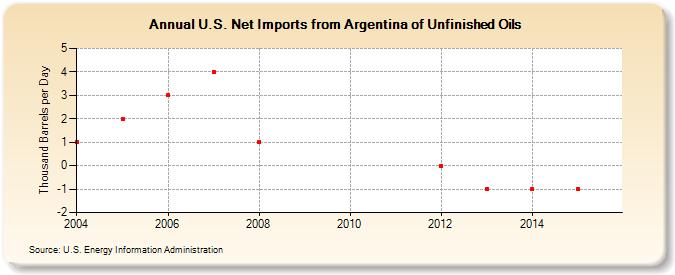 Annual U.S. Net Imports from Argentina of Unfinished Oils
Thousand Barrels per Day
5
4
3
2
1
0
-1
-2
2004 2006 2008 2010 2012 2014
Source: U.S. Energy Information Administration